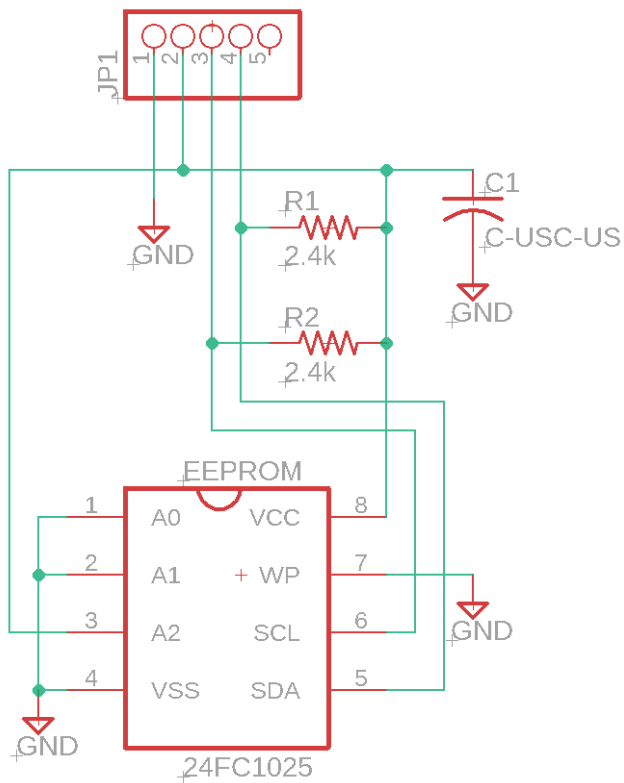 JP1
1 2 3 4 5
R1
2.4k
R2
2.4k
C1
C-USC-US
GND
GND
EEPROM
1 A0 VCC 8
2 A1 WP 7
3 A2 SCL 6
4 VSS SDA 5
GND
GND
24FC1025